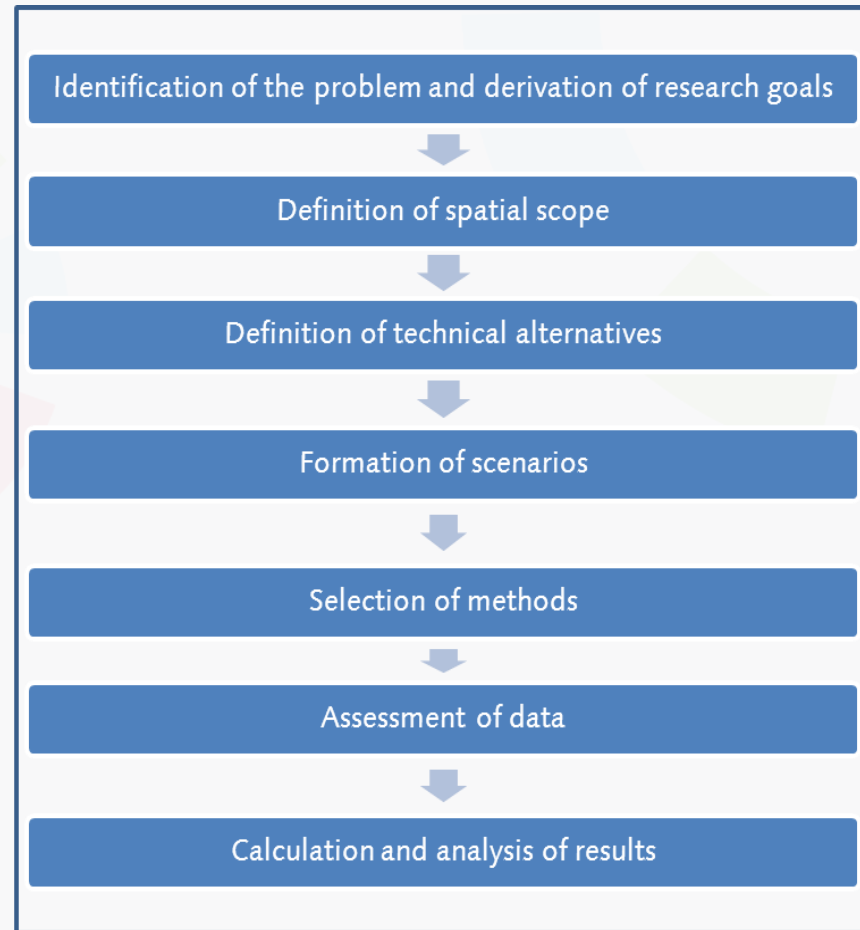 Identification of the problem and derivation of research goals
Definition of spatial scope
Definition of technical alternatives
Formation of scenarios
Selection of methods
Assessment of data
Calculation and analysis of results